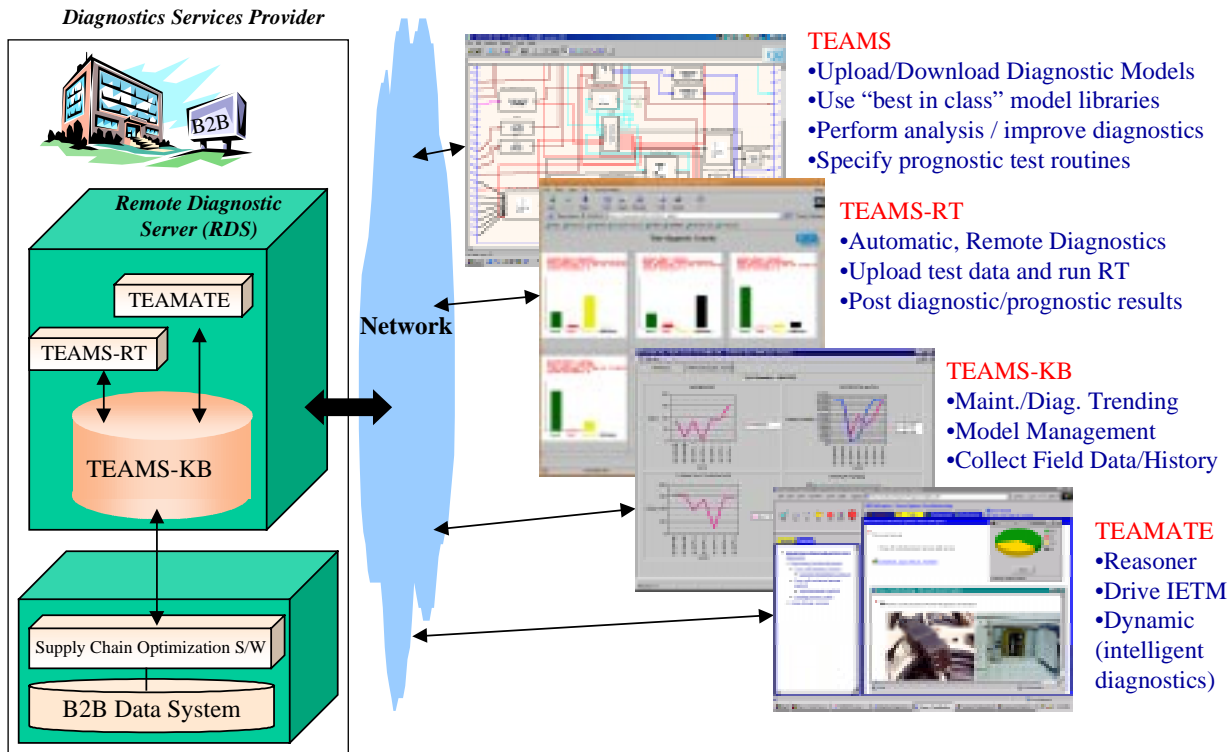 Diagnostics Services Provider
B2B
Remote Diagnostic
Server (RDS)
TEAMATE
TEAMS-RT
TEAMS-KB
Supply Chain Optimization S/W
B2B Data System
Network
TEAMS
•Upload/Download Diagnostic Models
•Use “best in class” model libraries
•Perform analysis / improve diagnostics
•Specify prognostic test routines
TEAMS-RT
•Automatic, Remote Diagnostics
•Upload test data and run RT
•Post diagnostic/prognostic results
TEAMS-KB
•Maint./Diag. Trending
•Model Management
•Collect Field Data/History
TEAMATE
•Reasoner
•Drive IETM
•Dynamic
(intelligent
diagnostics)